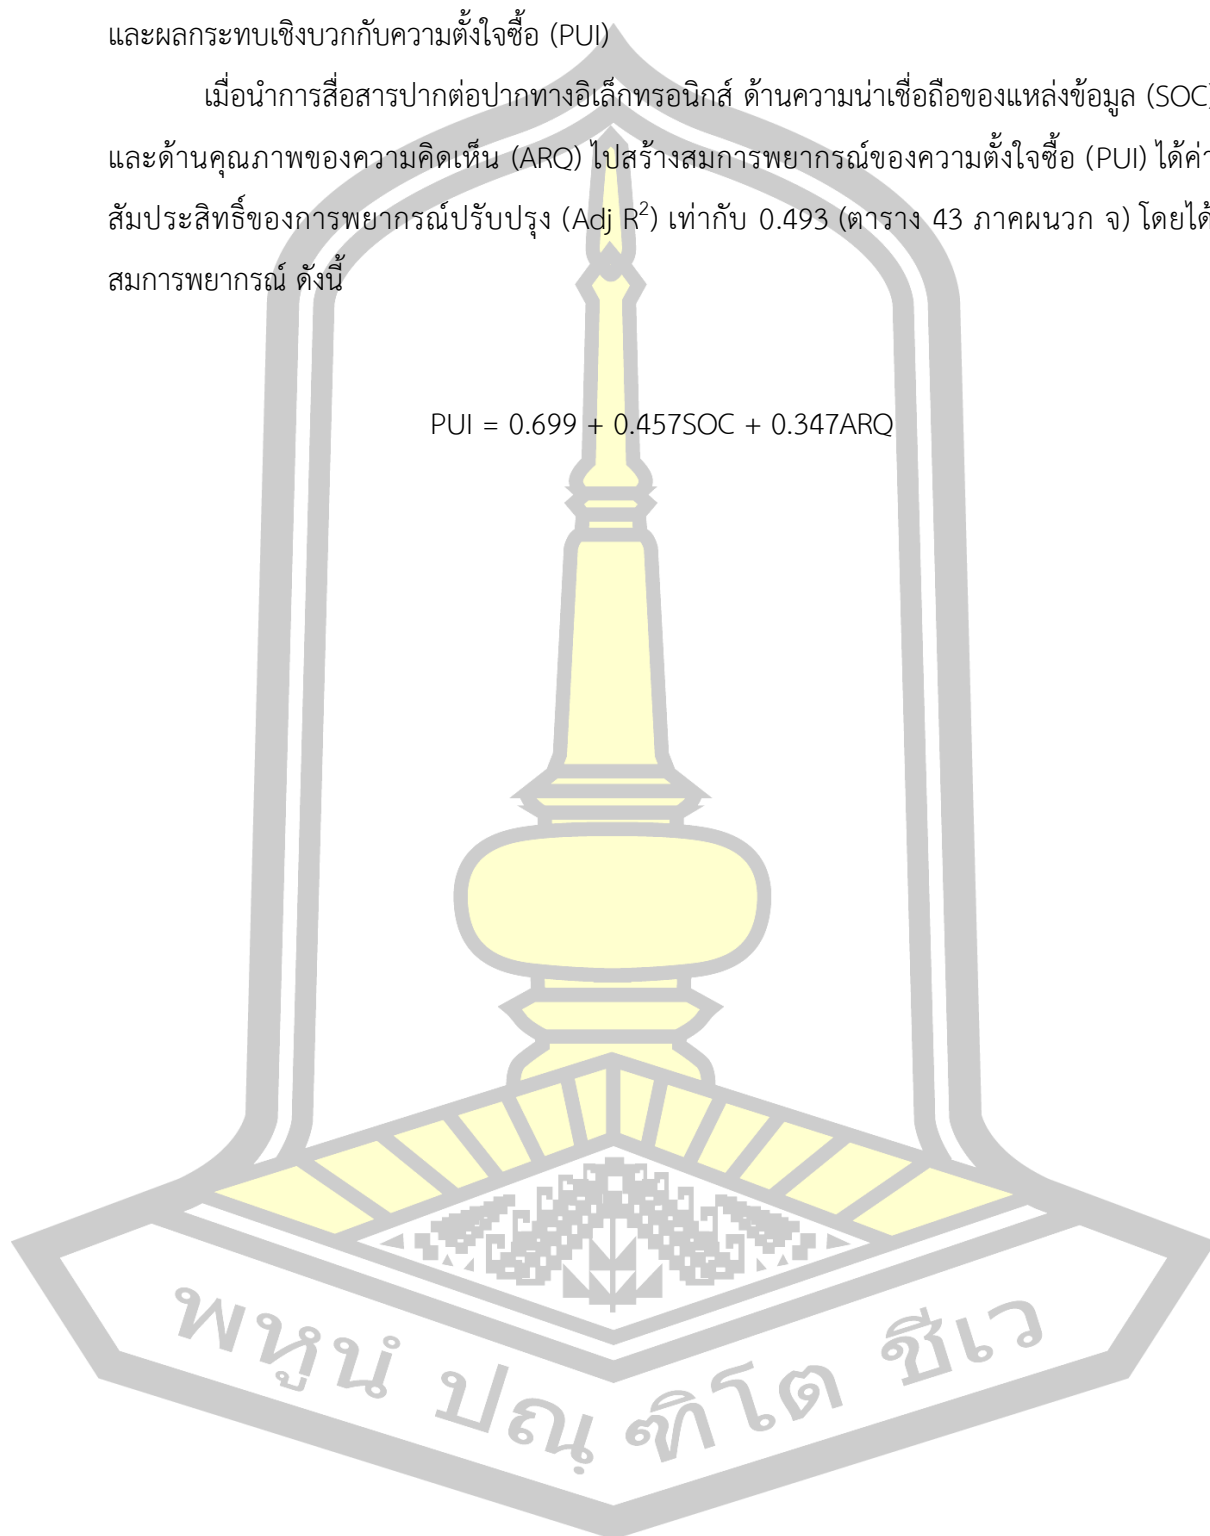 และผลกระทบเชิงบวกกับความตั้งใจซื้อ (PUI)
เมื่อนำการสื่อสารปากต่อปากทางอิเล็กทรอนิกส์ ด้านความน่าเชื่อถือของแหล่งข้อมูล (SOC)
และด้านคุณภาพของความคิดเห็น (ARQ) ไปสร้างสมการพยากรณ์ของความตั้งใจซื้อ (PUI) ได้ค่า
สัมประสิทธิ์ของการพยากรณ์ปรับปรุง (Adj R²) เท่ากับ 0.493 (ตาราง 43 ภาคผนวก จ) โดยได้
สมการพยากรณ์ ดังนี้
PUI = 0.699 + 0.457SOC + 0.347ARQ
พหูนํ ปณฺฑิโต ชีเว